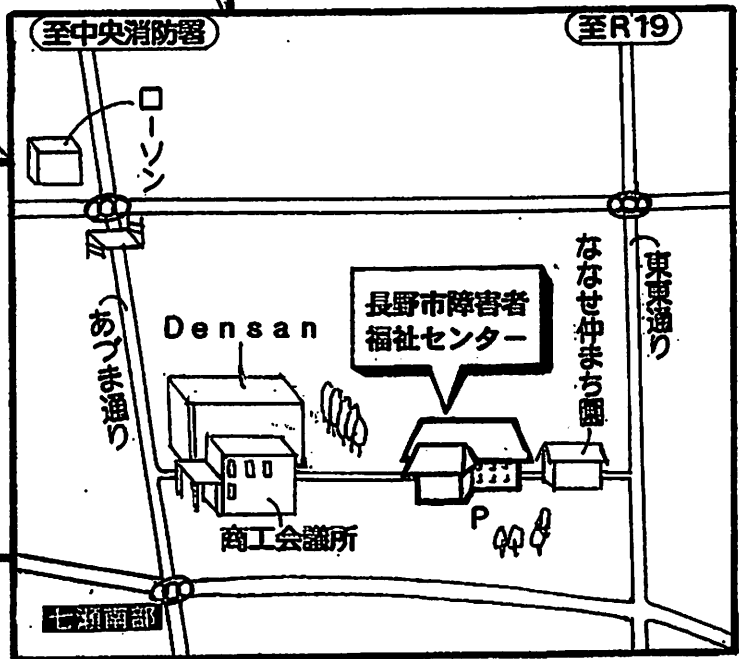 至中央消防署
至R19
ローソン
ななせ仲まち園
東東通り
長野市障害者
福祉センター
Densan
あづま通り
P
商工会議所
七瀬南部